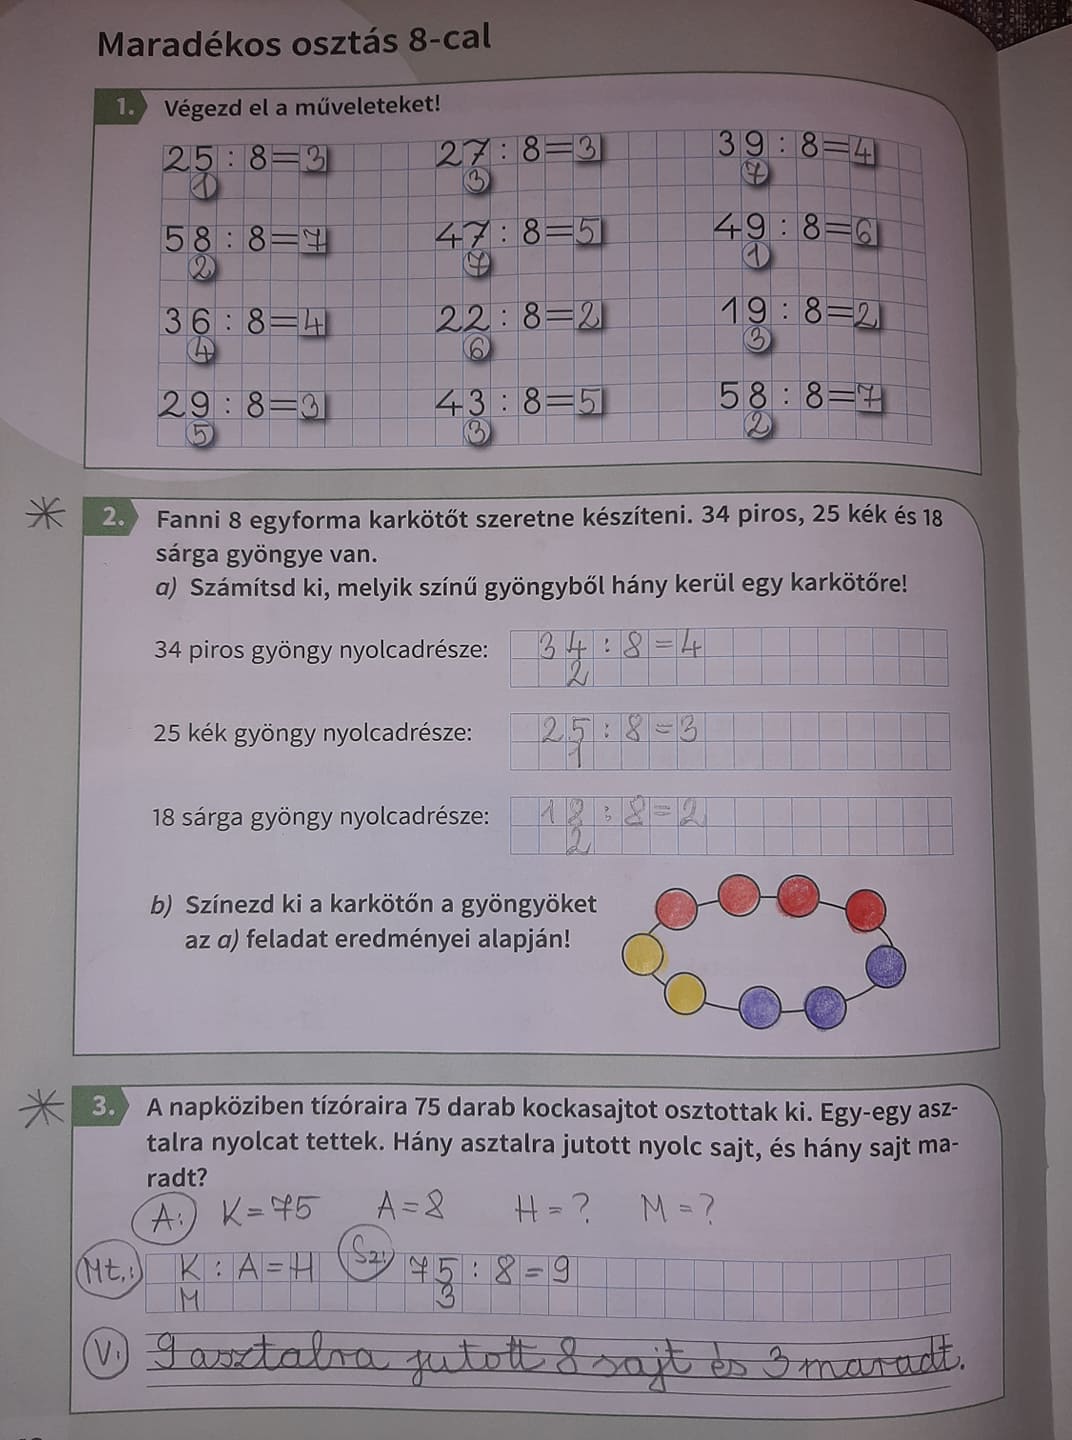 Maradékos osztás 8-cal
1. Végezd el a műveleteket!
25 : 8 = 3 27 : 8 = 3 39 : 8 = 4
1 3 7
58 : 8 = 7 47 : 8 = 5 49 : 8 = 6
2 7 1
36 : 8 = 4 22 : 8 = 2 19 : 8 = 2
4 6 3
29 : 8 = 3 43 : 8 = 5 58 : 8 = 7
5 3 2
2. Fanni 8 egyforma karkötőt szeretne készíteni. 34 piros, 25 kék és 18
sárga gyöngye van.
a) Számítsd ki, melyik színű gyöngyből hány kerül egy karkötőre!
34 piros gyöngy nyolcadrésze: 34 : 8 = 4
2
25 kék gyöngy nyolcadrésze: 25 : 8 = 3
1
18 sárga gyöngy nyolcadrésze: 18 : 8 = 2
2
b) Színezd ki a karkötőn a gyöngyöket
az a) feladat eredményei alapján!
3. A napköziben tízóraira 75 darab kockasajtot osztottak ki. Egy-egy asz-
talra nyolcat tettek. Hány asztalra jutott nyolc sajt, és hány sajt ma-
radt?
A: K = 75 A = 8 H = ? M = ?
Mt.: K : A = H Sz: 75 : 8 = 9
M 3
V: 9 asztalra jutott 8 sajt és 3 maradt.